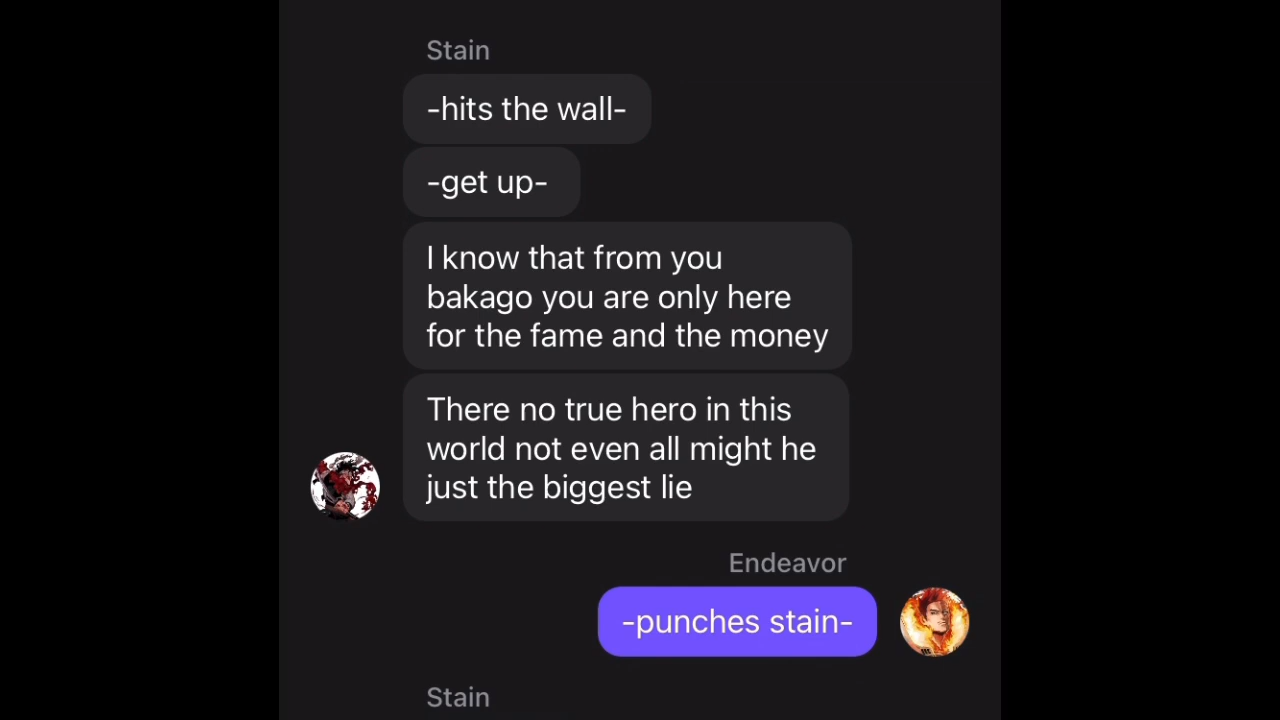 Stain
-hits the wall-
-get up-
I know that from you
bakago you are only here
for the fame and the money
There no true hero in this
world not even all might he
just the biggest lie
Endeavor
-punches stain-
Stain